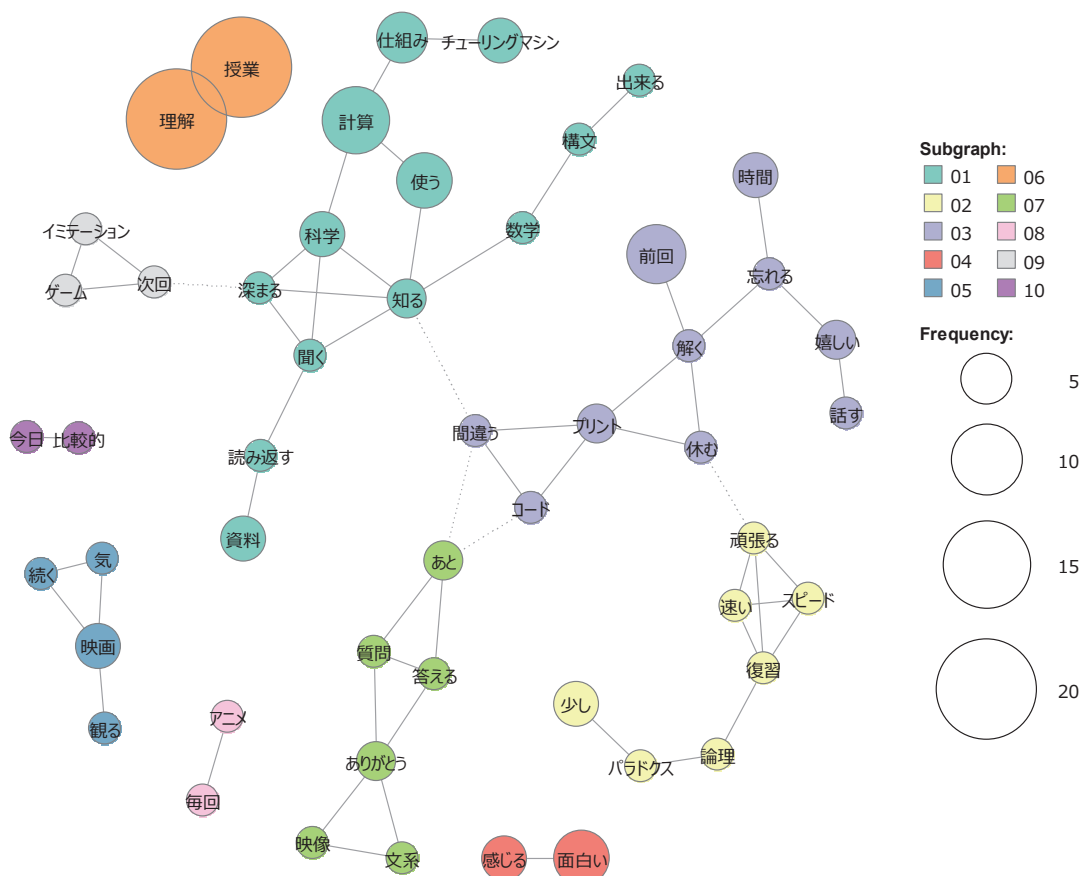 仕組み
チューリングマシン
授業
出来る
理解
計算
構文
使う
時間
イミテーション
科学
数学
前回
ゲーム
次回
深まる
知る
忘れる
聞く
解く
嬉しい
話す
今日
比較的
読み返す
間違う
プリント
休む
資料
コード
頑張る
続く
気
あと
速い
スピード
映画
質問
答える
復習
観る
アニメ
少し
ありがとう
パラドクス
論理
毎回
映像
文系
感じる
面白い
Subgraph:
01 06
02 07
03 08
04 09
05 10
Frequency:
5
10
15
20